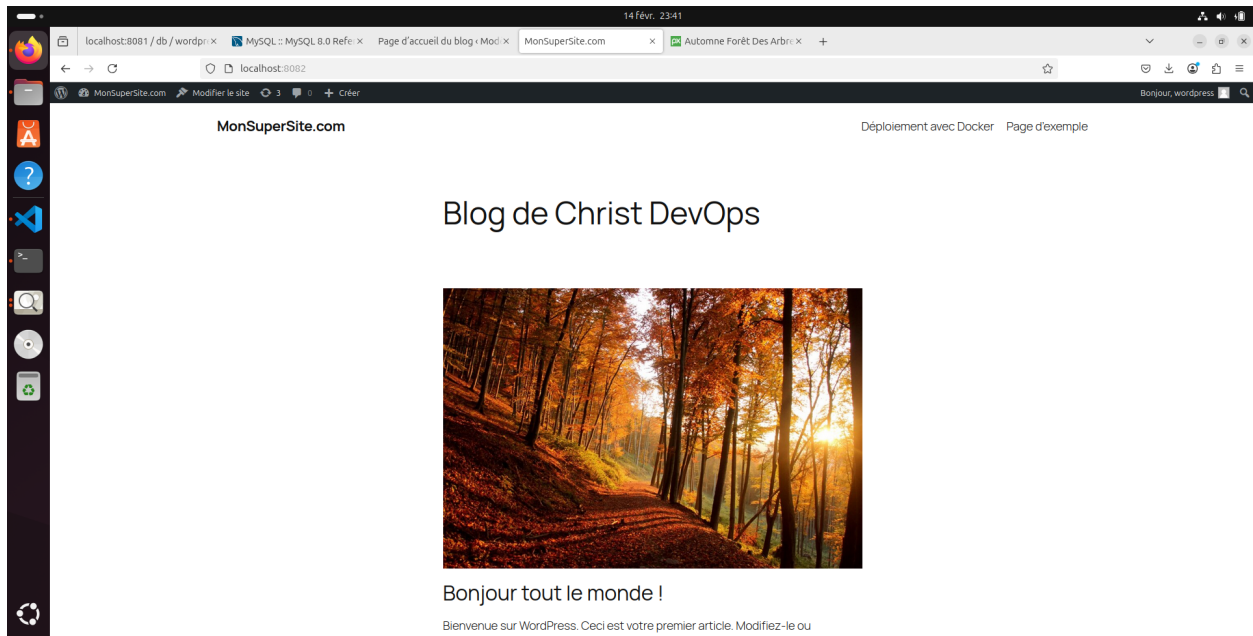 14 févr. 23:41
localhost:8081 / db / wordpre
MySQL :: MySQL 8.0 Refe
Page d'accueil du blog ‹ Mod
MonSuperSite.com
Automne Forêt Des Arbre
localhost:8082
MonSuperSite.com Modifier le site 3 0 Créer
Bonjour, wordpress
MonSuperSite.com
Déploiement avec Docker Page d'exemple
Blog de Christ DevOps
Bonjour tout le monde !
Bienvenue sur WordPress. Ceci est votre premier article. Modifiez-le ou